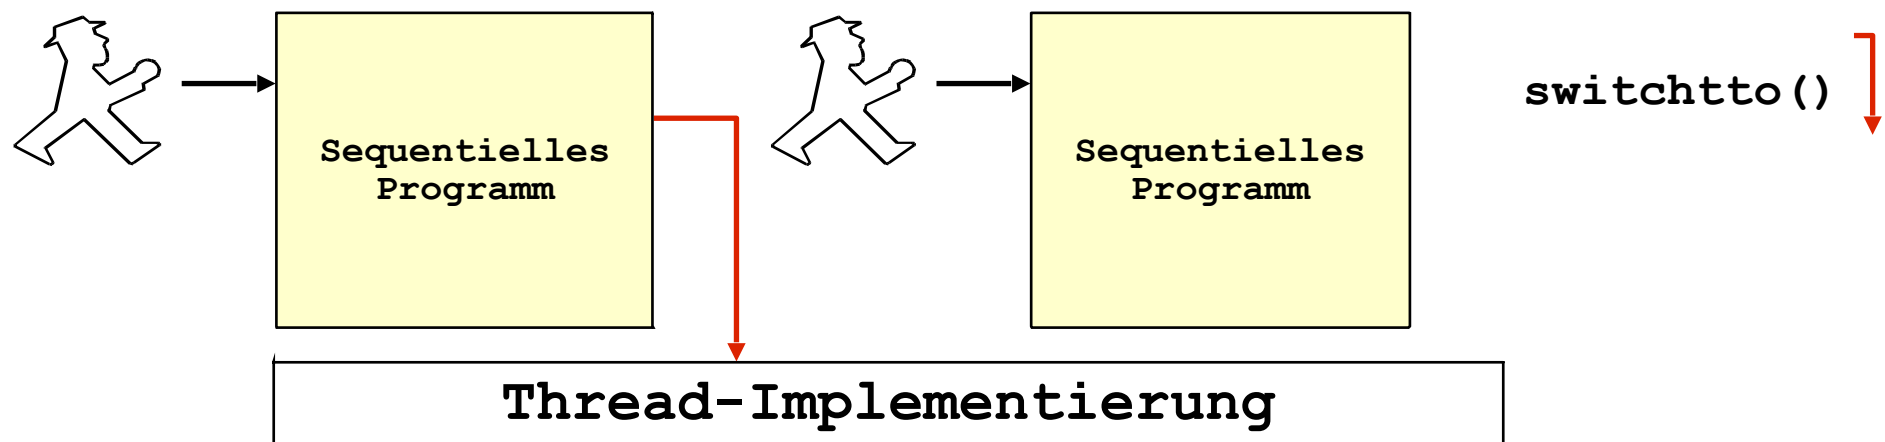 Sequentielles
Programm
Sequentielles
Programm
switchtto()
Thread-Implementierung